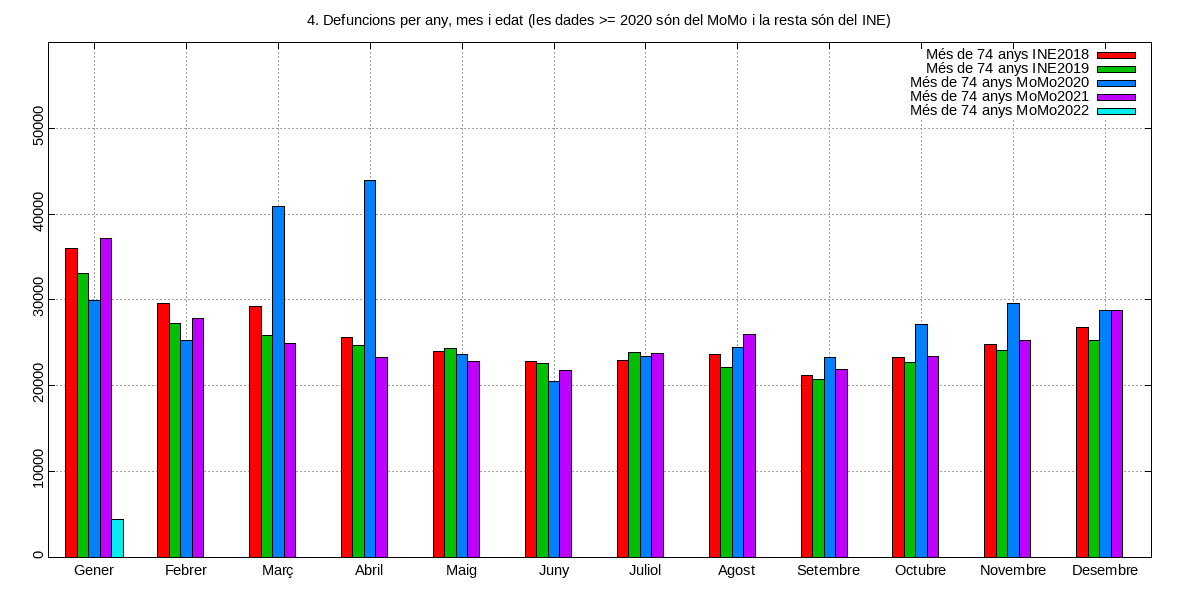 4. Defuncions per any, mes i edat (les dades >= 2020 són del MoMo i la resta són del INE)
Més de 74 anys INE2018
Més de 74 anys INE2019
Més de 74 anys MoMo2020
Més de 74 anys MoMo2021
Més de 74 anys MoMo2022
50000
40000
30000
20000
10000
0
Gener Febrer Març Abril Maig Juny Juliol Agost Setembre Octubre Novembre Desembre